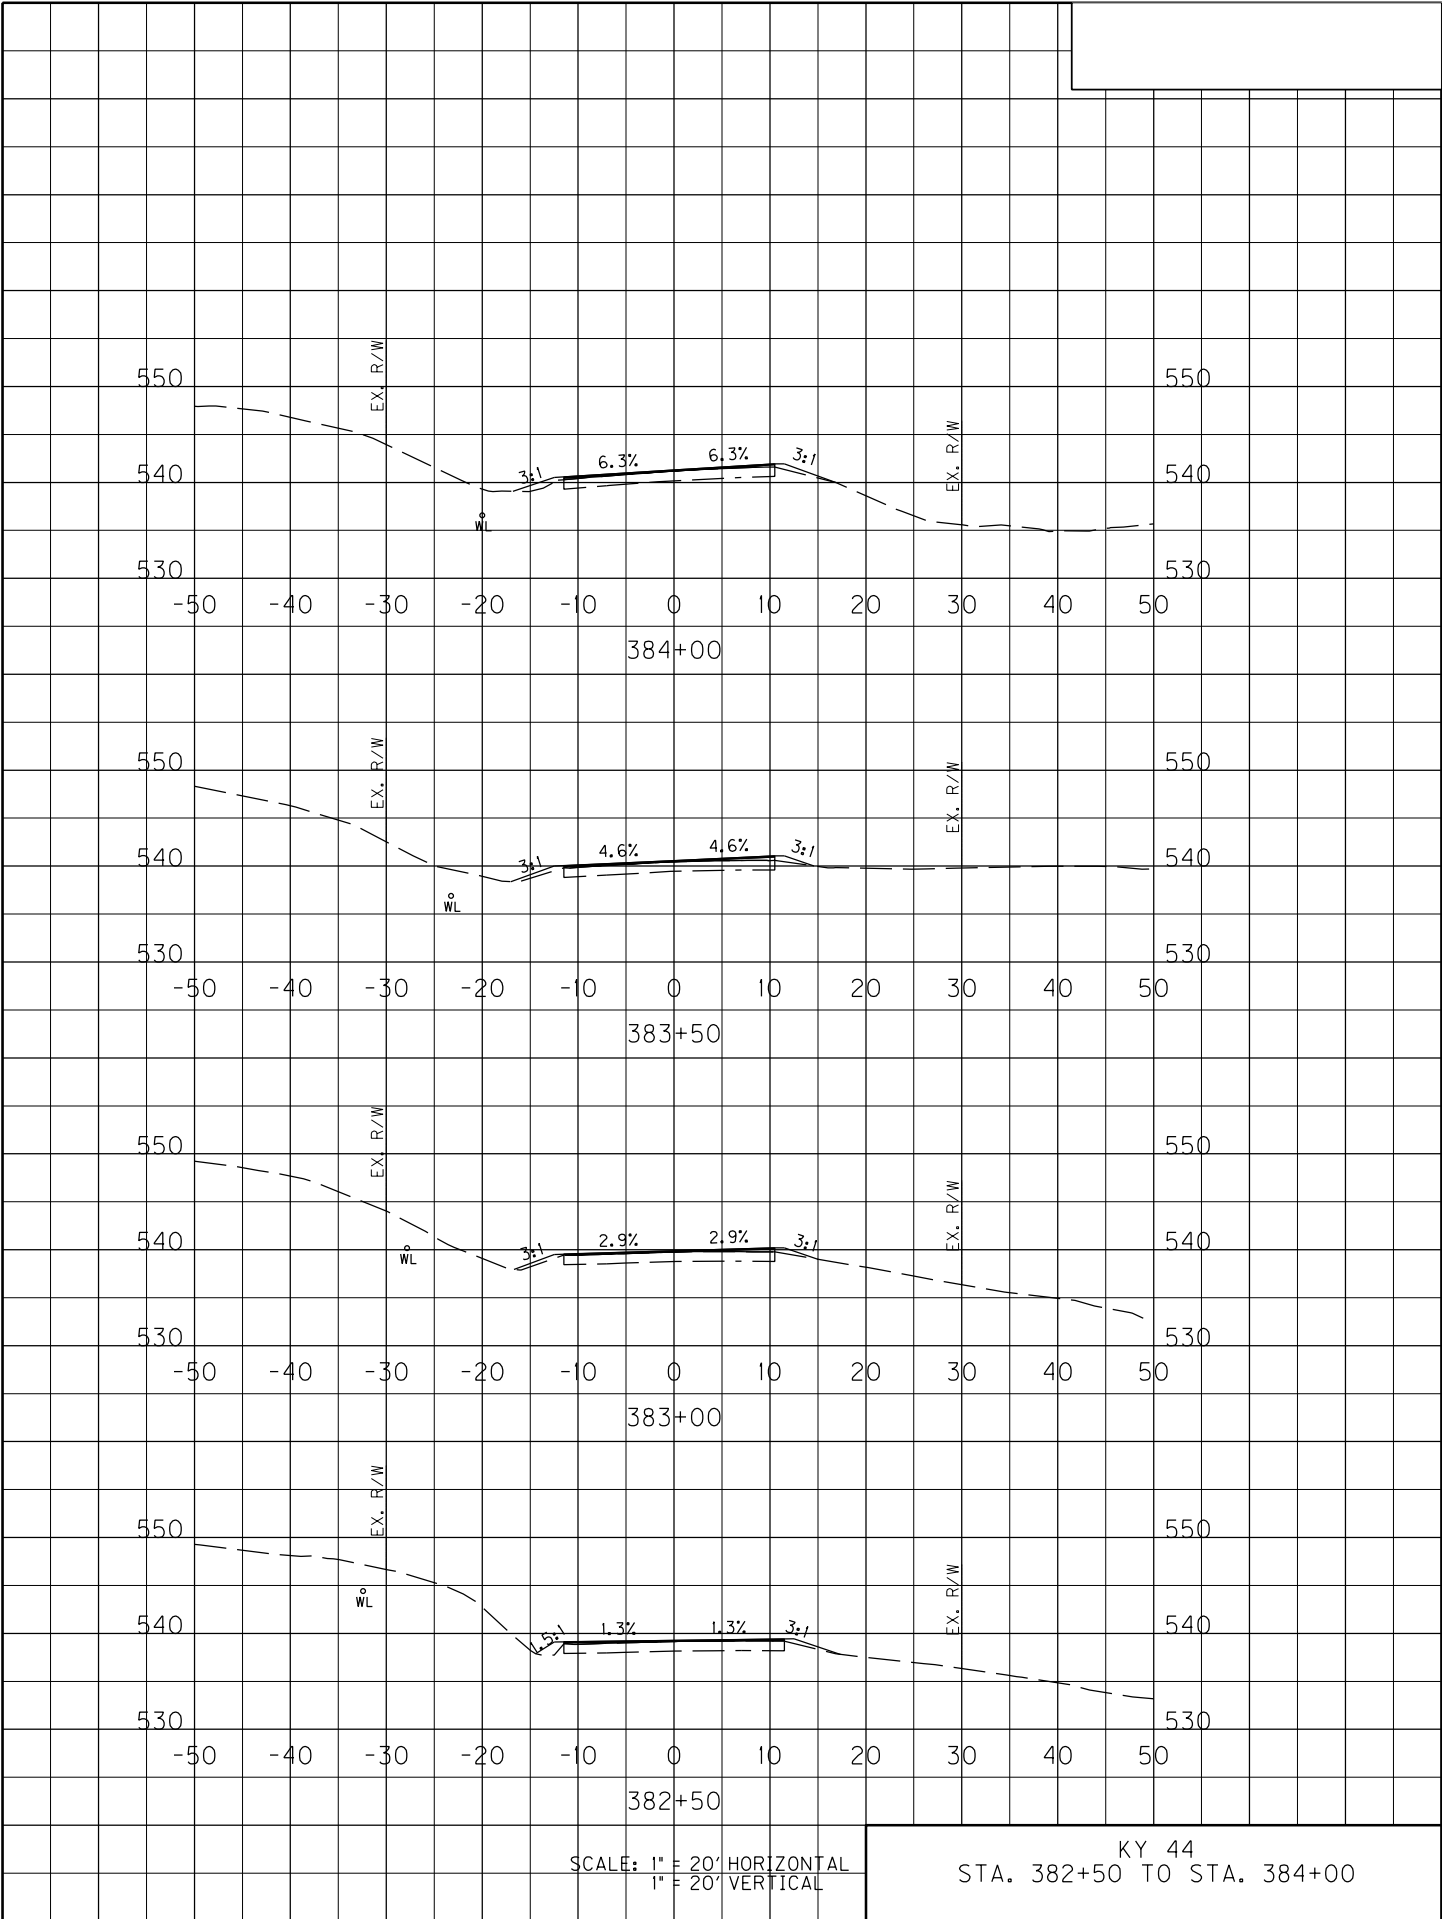 EX. R/W
550 550
EX. R/W
3:1 6.3% 6.3% 3:1
540 540
WL
530 530
-50 -40 -30 -20 -10 0 10 20 30 40 50
384+00
EX. R/W
EX. R/W
550 550
3:1 4.6% 4.6% 3:1
540 540
WL
530 530
-50 -40 -30 -20 -10 0 10 20 30 40 50
383+50
EX. R/W
550 550
EX. R/W
3:1 2.9% 2.9% 3:1
540 540
WL
530 530
-50 -40 -30 -20 -10 0 10 20 30 40 50
383+00
EX. R/W
550 550
EX. R/W
WL
1.5:1 1.3% 1.3% 3:1
540 540
530 530
-50 -40 -30 -20 -10 0 10 20 30 40 50
382+50
SCALE: 1" = 20' HORIZONTAL
1" = 20' VERTICAL
KY 44
STA. 382+50 TO STA. 384+00